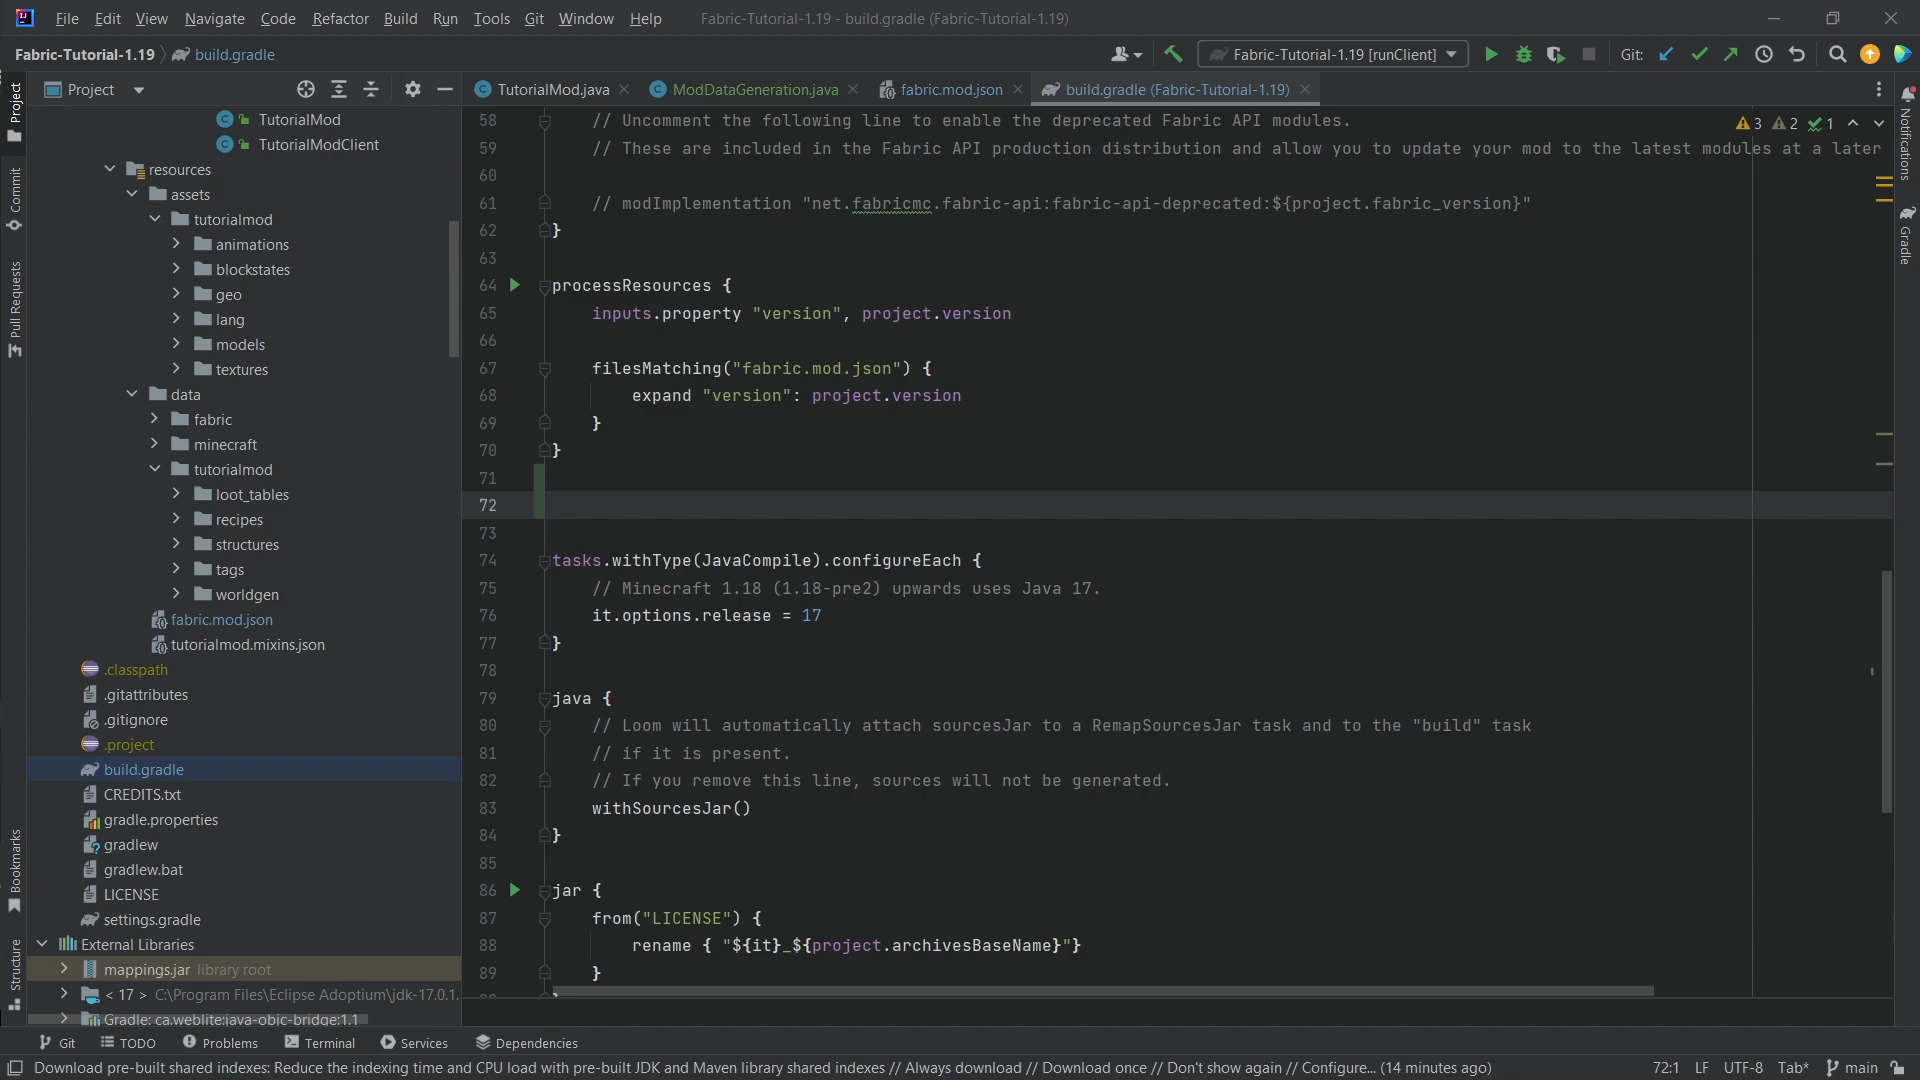 File Edit View Navigate Code Refactor Build Run Tools Git Window Help Fabric-Tutorial-1.19 - build.gradle (Fabric-Tutorial-1.19)
Fabric-Tutorial-1.19 build.gradle Fabric-Tutorial-1.19 [runClient] Git:
Project TutorialMod.java ModDataGeneration.java fabric.mod.json build.gradle (Fabric-Tutorial-1.19)
Project
Commit
Pull Requests
Bookmarks
Structure
TutorialMod
TutorialModClient
resources
assets
tutorialmod
animations
blockstates
geo
lang
models
textures
data
fabric
minecraft
tutorialmod
loot_tables
recipes
structures
tags
worldgen
fabric.mod.json
tutorialmod.mixins.json
.classpath
.gitattributes
.gitignore
.project
build.gradle
CREDITS.txt
gradle.properties
gradlew
gradlew.bat
LICENSE
settings.gradle
External Libraries
mappings.jar library root
< 17 > C:\Program Files\Eclipse Adoptium\jdk-17.0.1.
Gradle: ca.weblite:java-objc-bridge:1.1
3 2 1
58 // Uncomment the following line to enable the deprecated Fabric API modules.
59 // These are included in the Fabric API production distribution and allow you to update your mod to the latest modules at a later
60
61 // modImplementation "net.fabricmc.fabric-api:fabric-api-deprecated:${project.fabric_version}"
62 }
63
64 processResources {
65 inputs.property "version", project.version
66
67 filesMatching("fabric.mod.json") {
68 expand "version": project.version
69 }
70 }
71
72
73
74 tasks.withType(JavaCompile).configureEach {
75 // Minecraft 1.18 (1.18-pre2) upwards uses Java 17.
76 it.options.release = 17
77 }
78
79 java {
80 // Loom will automatically attach sourcesJar to a RemapSourcesJar task and to the "build" task
81 // if it is present.
82 // If you remove this line, sources will not be generated.
83 withSourcesJar()
84 }
85
86 jar {
87 from("LICENSE") {
88 rename { "${it}_${project.archivesBaseName}"}
89 }
Notifications
Gradle
Git TODO Problems Terminal Services Dependencies
Download pre-built shared indexes: Reduce the indexing time and CPU load with pre-built JDK and Maven library shared indexes // Always download // Download once // Don't show again // Configure... (14 minutes ago) 72:1 LF UTF-8 Tab* main